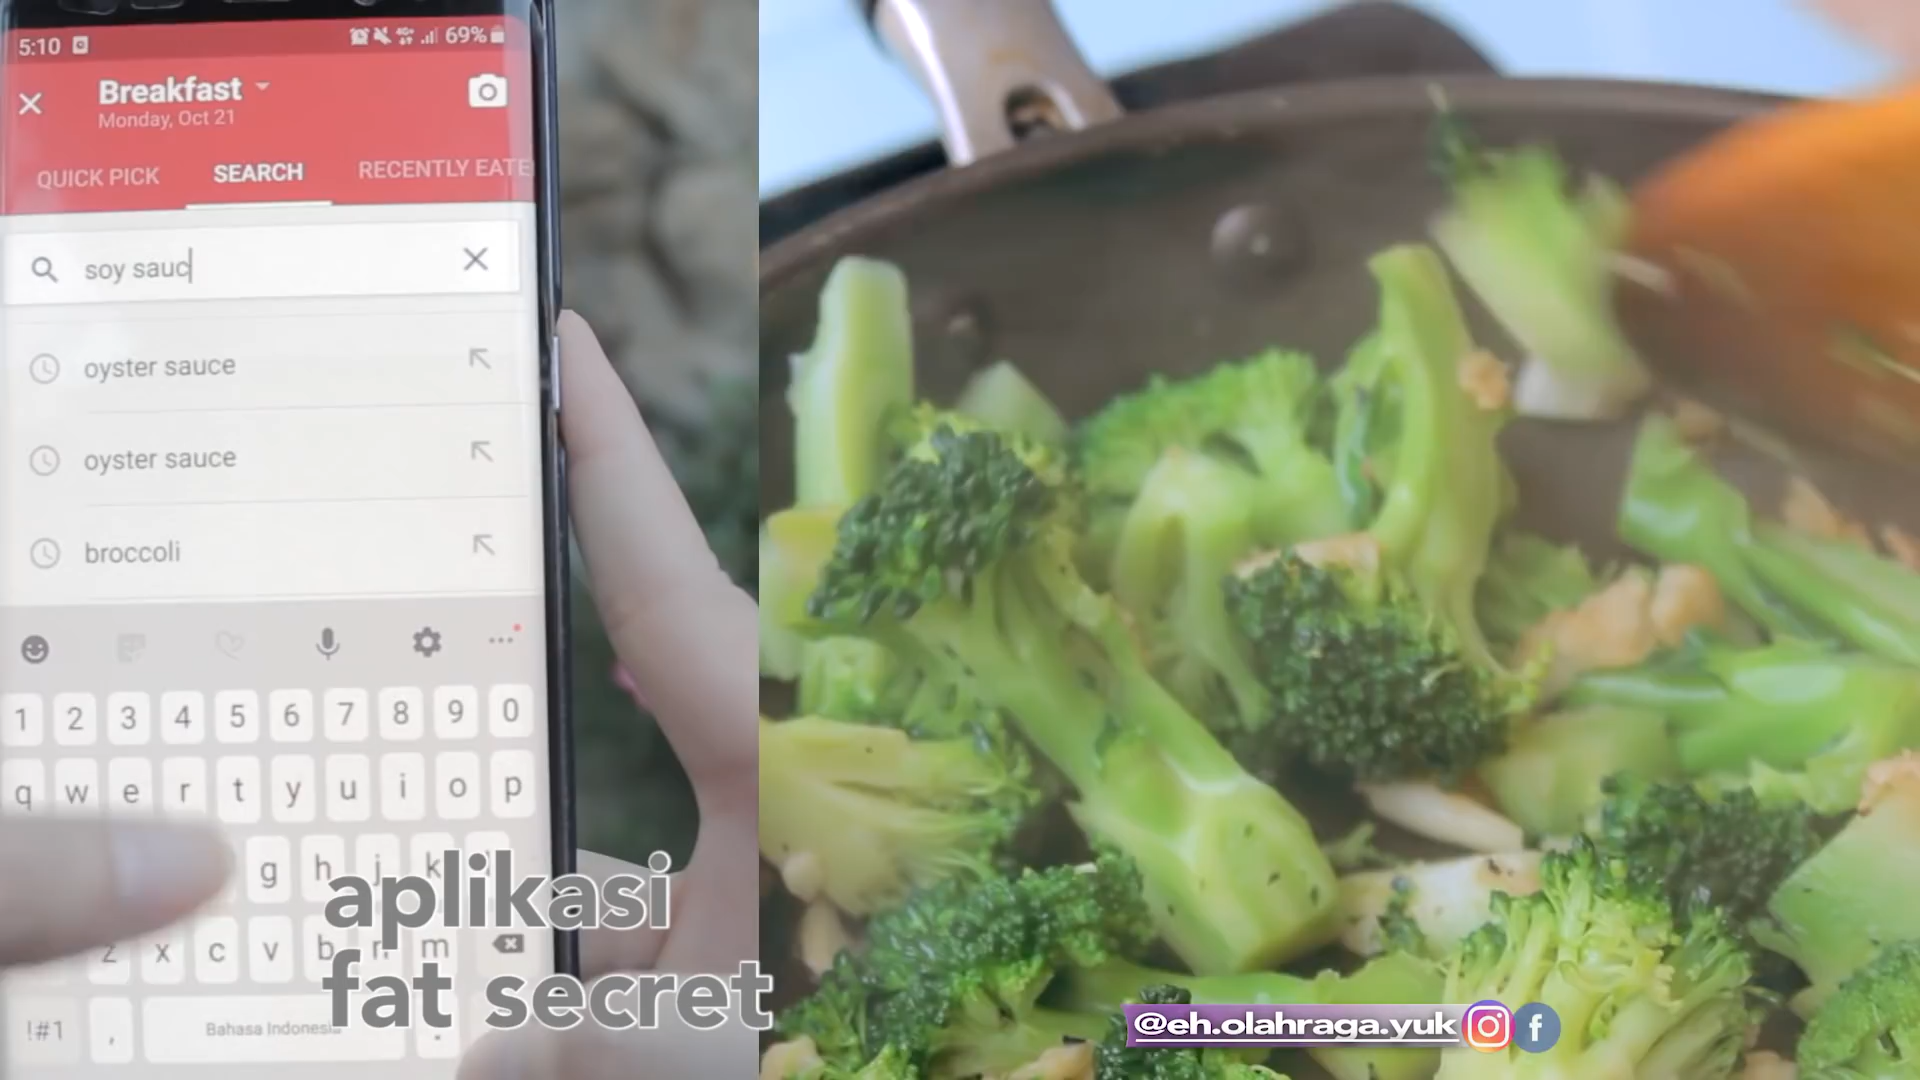 5:10
69%
Breakfast
Monday, Oct 21
QUICK PICK
SEARCH
RECENTLY EATE
soy sauc
oyster sauce
oyster sauce
broccoli
1 2 3 4 5 6 7 8 9 0
q w e r t y u i o p
g h j k
z x c v b n m
!#1 , Bahasa Indonesia .
aplikasi
fat secret
@eh.olahraga.yuk